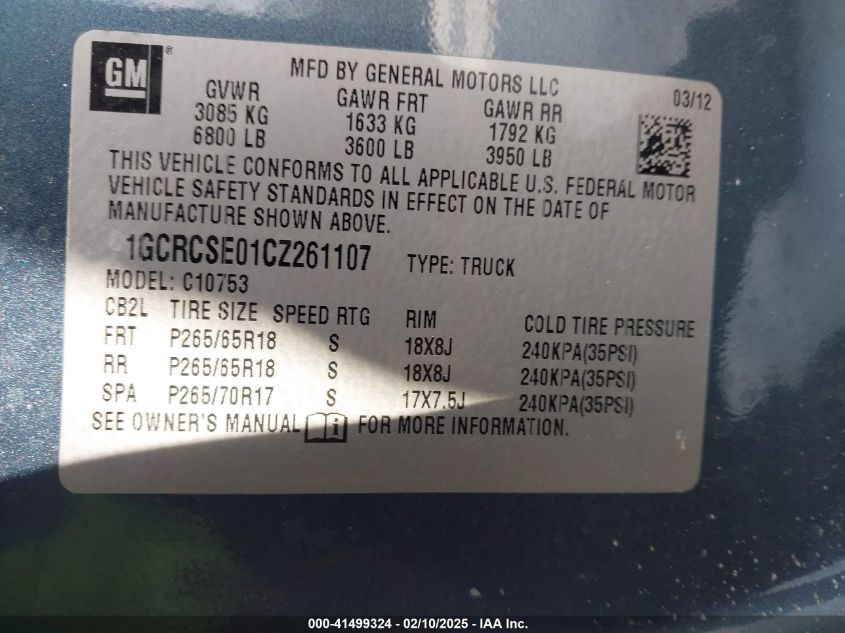 GM®
MFD BY GENERAL MOTORS LLC
03/12
GVWR GAWR FRT GAWR RR
3085 KG 1633 KG 1792 KG
6800 LB 3600 LB 3950 LB
THIS VEHICLE CONFORMS TO ALL APPLICABLE U.S. FEDERAL MOTOR
VEHICLE SAFETY STANDARDS IN EFFECT ON THE DATE OF
MANUFACTURE SHOWN ABOVE.
1GCRCSE01CZ261107 TYPE: TRUCK
MODEL: C10753
CB2L TIRE SIZE SPEED RTG RIM COLD TIRE PRESSURE
FRT P265/65R18 S 18X8J 240KPA(35PSI)
RR P265/65R18 S 18X8J 240KPA(35PSI)
SPA P265/70R17 S 17X7.5J 240KPA(35PSI)
SEE OWNER'S MANUAL i FOR MORE INFORMATION.
000-41499324 — 02/10/2025 — IAA Inc.